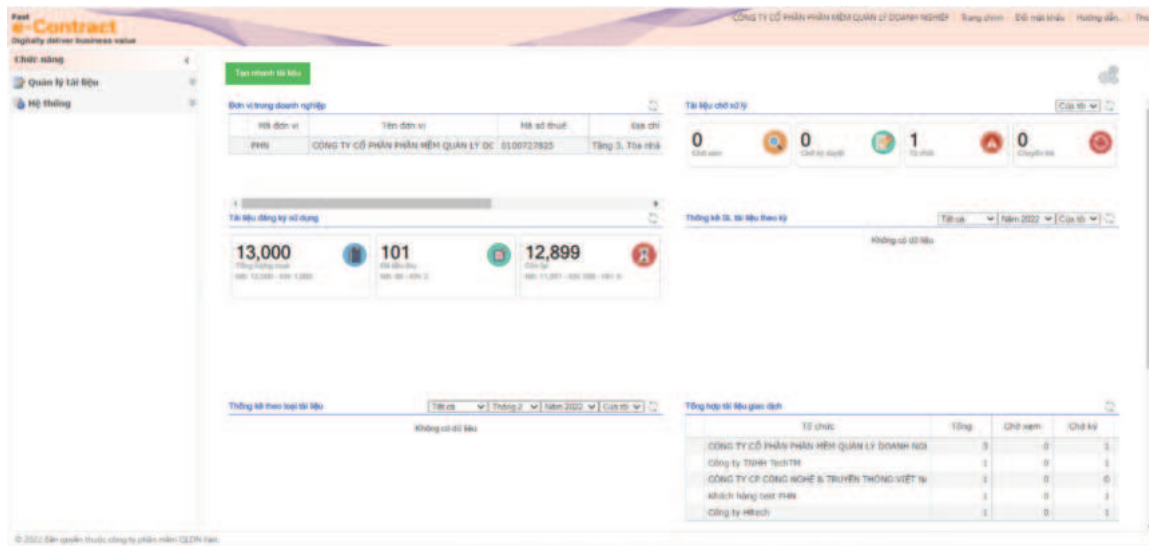 Fast
e-Contract
Digitally deliver business value
CÔNG TY CỔ PHẦN PHẦN MỀM QUẢN LÝ DOANH NGHIỆP Trang chính Đổi mật khẩu Hướng dẫn...
Chức năng
Quản lý tài liệu
Hệ thống
Tạo nhanh tài liệu
Đơn vị trong doanh nghiệp
Mã đơn vị Tên đơn vị Mã số thuế Địa chỉ
PHN CÔNG TY CỔ PHẦN PHẦN MỀM QUẢN LÝ DC 0100727825 Tầng 3, Tòa nhà
Tài liệu chờ xử lý Của tôi
0 0 1 0
Chờ xem Chờ ký duyệt Từ chối Chuyển trả
Tài liệu đăng ký sử dụng
13,000 101 12,899
Tổng lượng mua Đã tiêu thụ Còn lại
Thống kê SL tài liệu theo kỳ Tất cả Năm 2022 Của tôi
Không có dữ liệu
Thống kê theo loại tài liệu Tất cả Tháng 2 Năm 2022 Của tôi
Không có dữ liệu
Tổng hợp tài liệu giao dịch
Tổ chức Tổng Chờ xem Chờ ký
CÔNG TY CỔ PHẦN PHẦN MỀM QUẢN LÝ DOANH NGI 3 0 1
Công ty TNHH TechTM 1 0 1
CÔNG TY CP CÔNG NGHỆ & TRUYỀN THÔNG VIỆT N 1 0 0
Khách hàng test PHN 1 0 1
Công ty Hitech 1 0 1
© 2022 Bản quyền thuộc công ty phần mềm QLDN Fast.